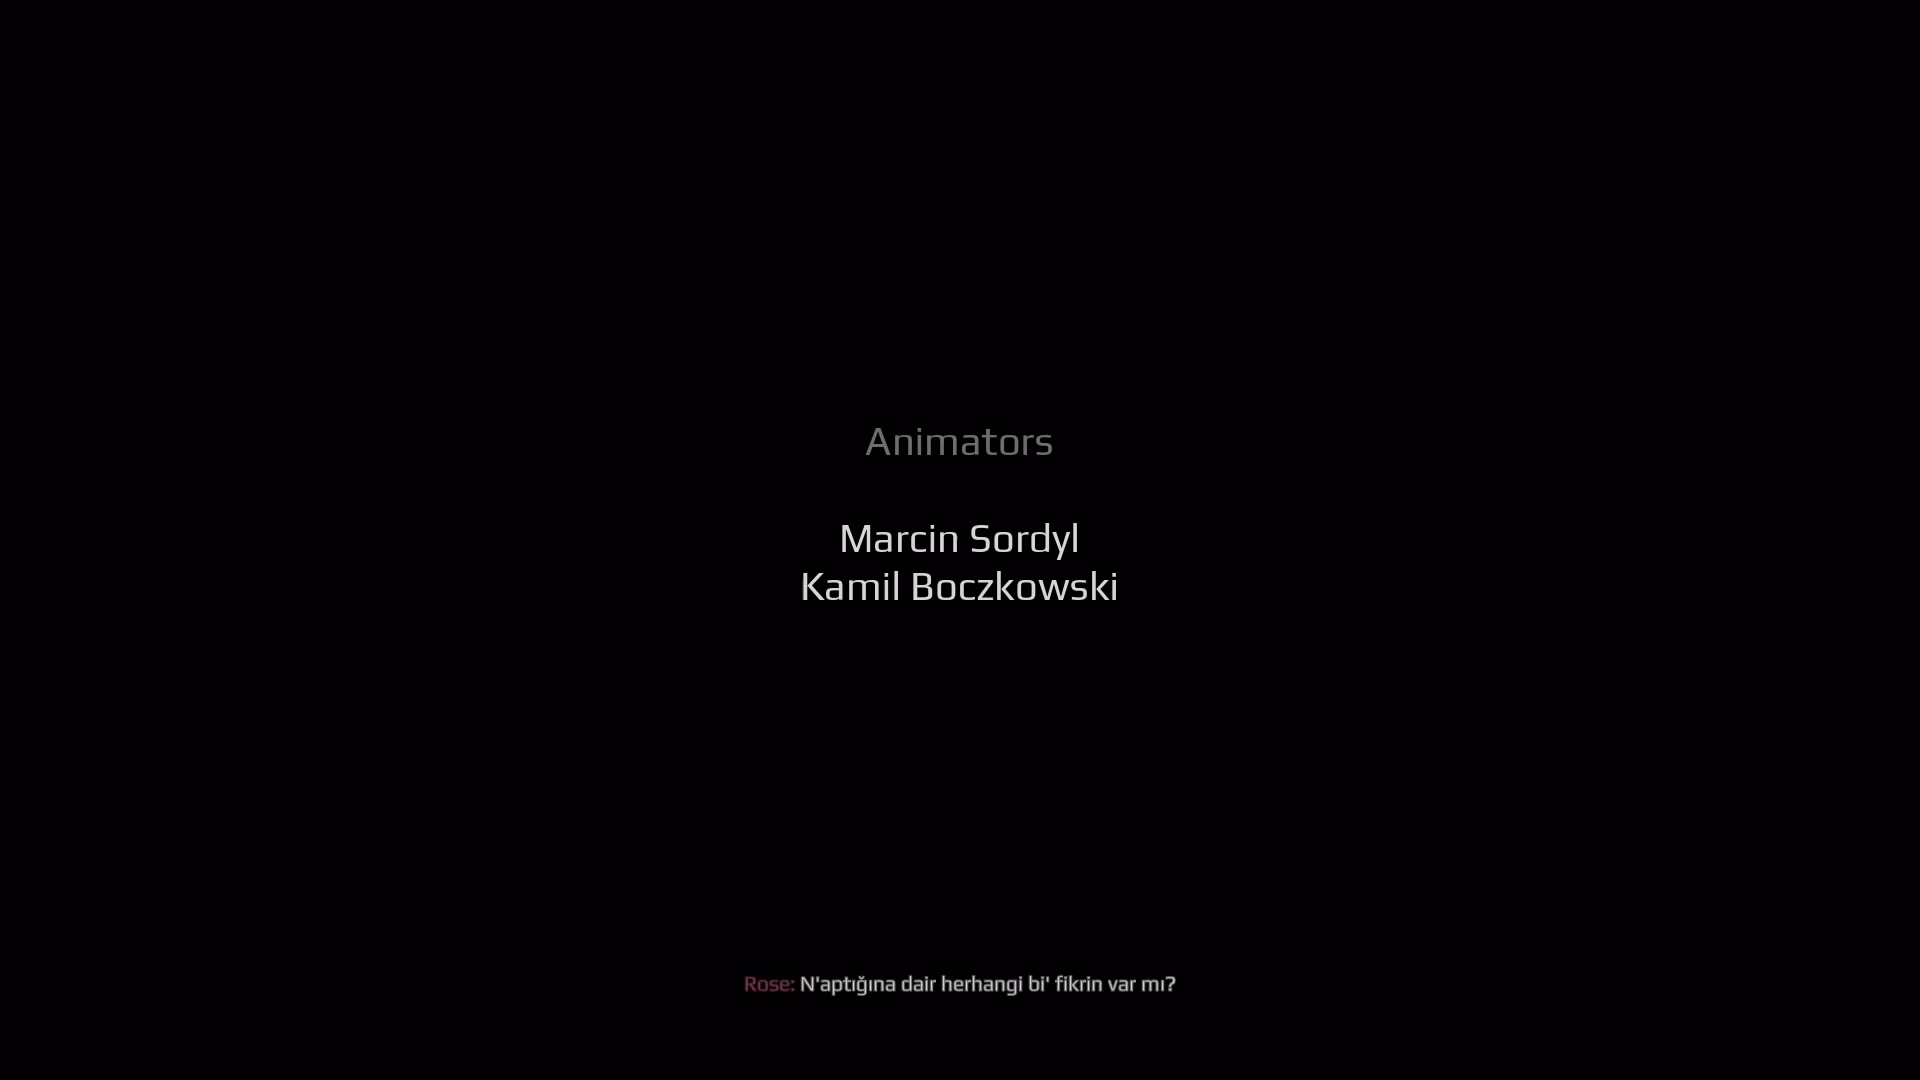 Animators
Marcin Sordyl
Kamil Boczkowski
Rose: N'aptığına dair herhangi bi' fikrin var mı?